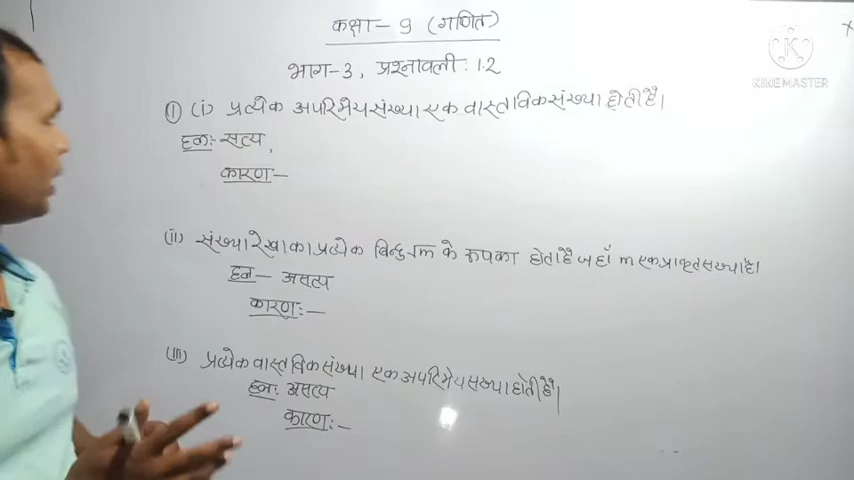 कक्षा - 9 (गणित)
भाग-3, प्रश्नावली: 1.2
K
KINEMASTER
① (i) प्रत्येक अपरिमेय संख्या एक वास्तविक संख्या होती है।
हल:- सत्य,
कारण -
(ii) संख्या रेखा का प्रत्येक बिन्दु √m के रूप का होता है जहाँ m एक प्राकृत संख्या है।
हल - असत्य
कारण: -
(iii) प्रत्येक वास्तविक संख्या एक अपरिमेय संख्या होती है।
हल: असत्य
कारण: -